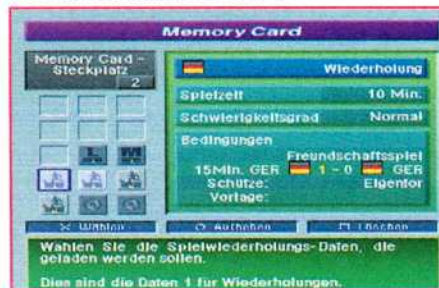 Memory Card
Memory Card -
Steckplatz
2
Wiederholung
Spielzeit 10 Min.
Schwierigkeitsgrad Normal
Bedingungen
Freundschaftsspiel
15Min. GER 1 - 0 GER
Schütze: Eigentor
Vorlage:
L M
Wählen Aufheben Löschen
Wählen Sie die Spielwiederholungs-Daten, die
geladen werden sollen.
Dies sind die Daten 1 für Wiederholungen.